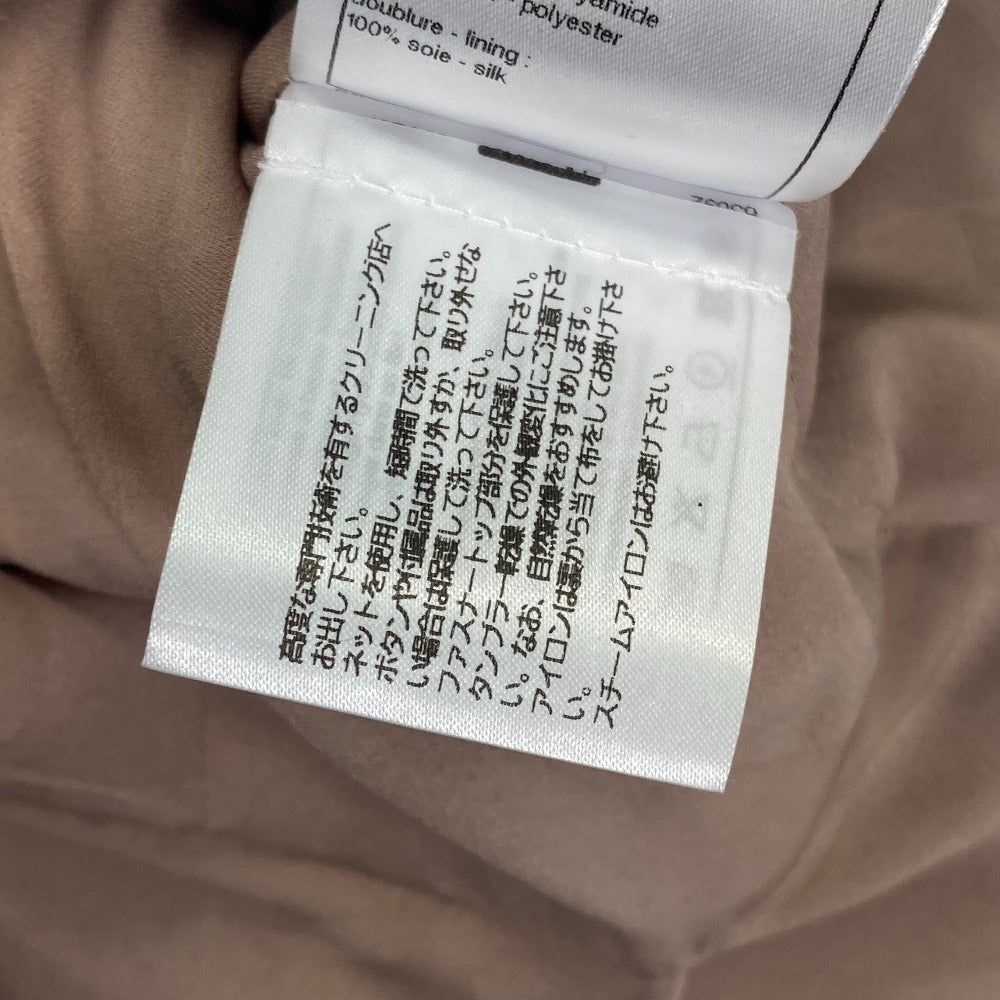 yamide
polyester
doublure - lining :
100% soie - silk
高度な専門技術を有するクリーニング店へ
お出し下さい。
ネットを使用し、短時間で洗って下さい。
ボタンや付属品は取り外すか、取り外せな
い場合は保護して洗って下さい。
ファスナートップ部分を保護して下さい。
タンブラー乾燥での外観変化にご注意下さ
い。なお、自然乾燥をおすすめします。
アイロンは裏から当て布をしてお掛け下さ
い。
スチームアイロンはお避け下さい。